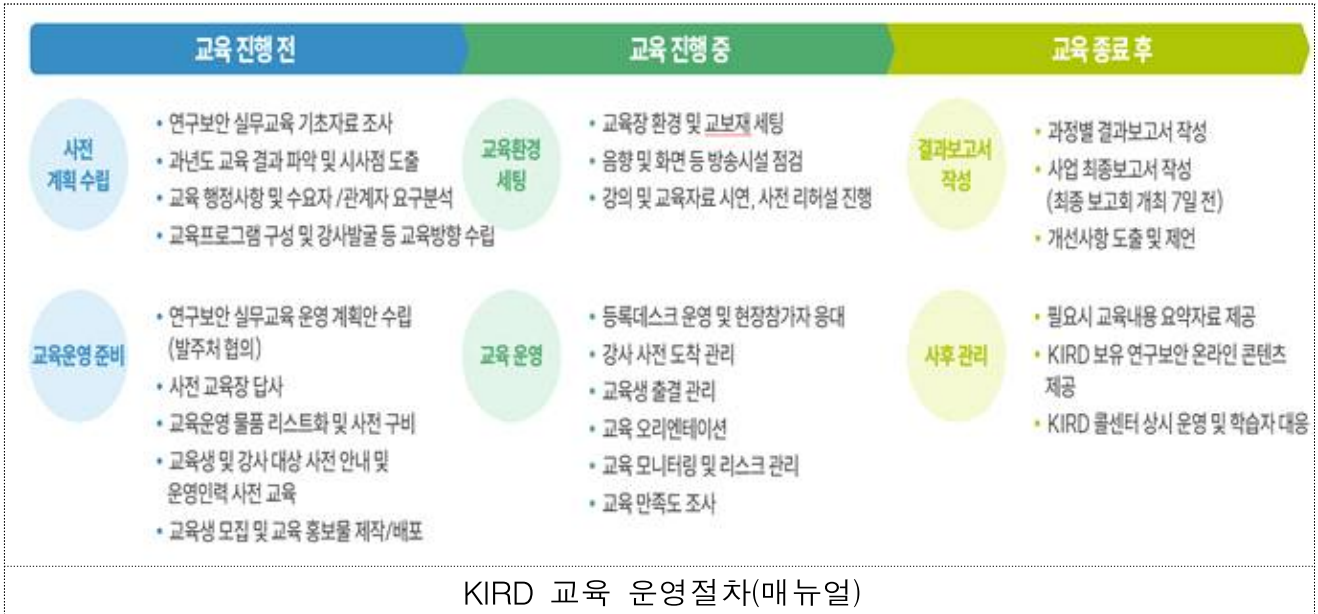 교육 진행 전
교육 진행 중
교육 종료 후
사전
계획 수립
• 연구보안 실무교육 기초자료 조사
• 과년도 교육 결과 파악 및 시사점 도출
• 교육 행정사항 및 수요자 /관계자 요구분석
• 교육프로그램 구성 및 강사발굴 등 교육방향 수립
교육환경
세팅
• 교육장 환경 및 교보재 세팅
• 음향 및 화면 등 방송시설 점검
• 강의 및 교육자료 시연, 사전 리허설 진행
결과보고서
작성
• 과정별 결과보고서 작성
• 사업 최종보고서 작성
(최종 보고회 개최 7일 전)
• 개선사항 도출 및 제언
교육운영 준비
• 연구보안 실무교육 운영 계획안 수립
(발주처 협의)
• 사전 교육장 답사
• 교육운영 물품 리스트화 및 사전 구비
• 교육생 및 강사 대상 사전 안내 및
운영인력 사전 교육
• 교육생 모집 및 교육 홍보물 제작/배포
교육 운영
• 등록데스크 운영 및 현장참가자 응대
• 강사 사전 도착 관리
• 교육생 출결 관리
• 교육 오리엔테이션
• 교육 모니터링 및 리스크 관리
• 교육 만족도 조사
사후 관리
• 필요시 교육내용 요약자료 제공
• KIRD 보유 연구보안 온라인 콘텐츠
제공
• KIRD 콜센터 상시 운영 및 학습자 대응
KIRD 교육 운영절차(매뉴얼)